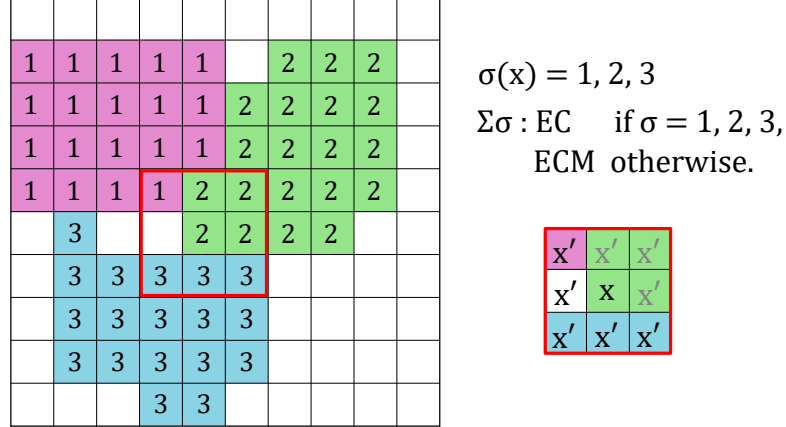 1 1 1 1 1 2 2 2
1 1 1 1 1 2 2 2 2
1 1 1 1 1 2 2 2 2
1 1 1 1 2 2 2 2 2
3 2 2 2 2
3 3 3 3 3
3 3 3 3 3
3 3 3 3 3
3 3
σ(x) = 1, 2, 3
Σσ : EC if σ = 1, 2, 3,
ECM otherwise.
x′ x′ x′
x′ x x′
x′ x′ x′